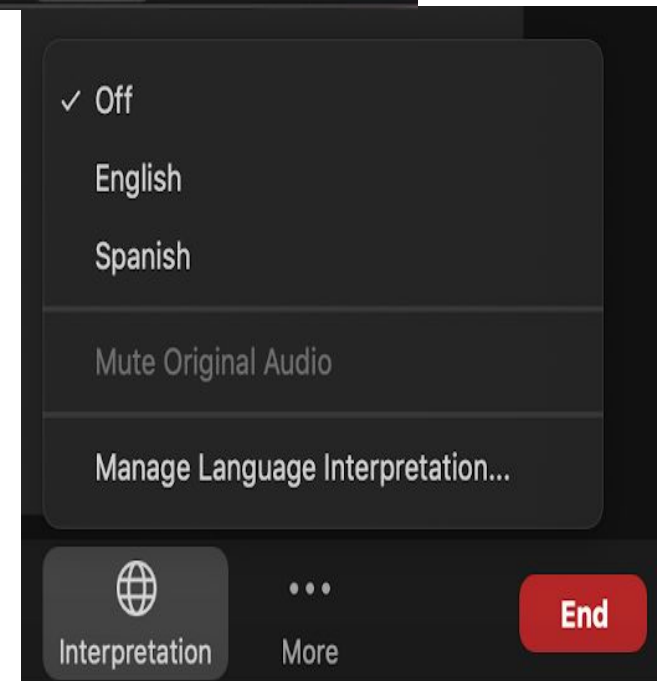 ✓ Off
English
Spanish
Mute Original Audio
Manage Language Interpretation...
Interpretation
More
End